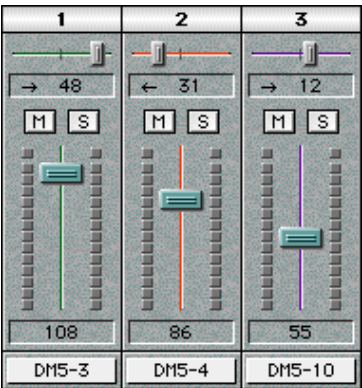 1 2 3
→ 48 ← 31 → 12
M S M S M S
108 86 55
DM5-3 DM5-4 DM5-10